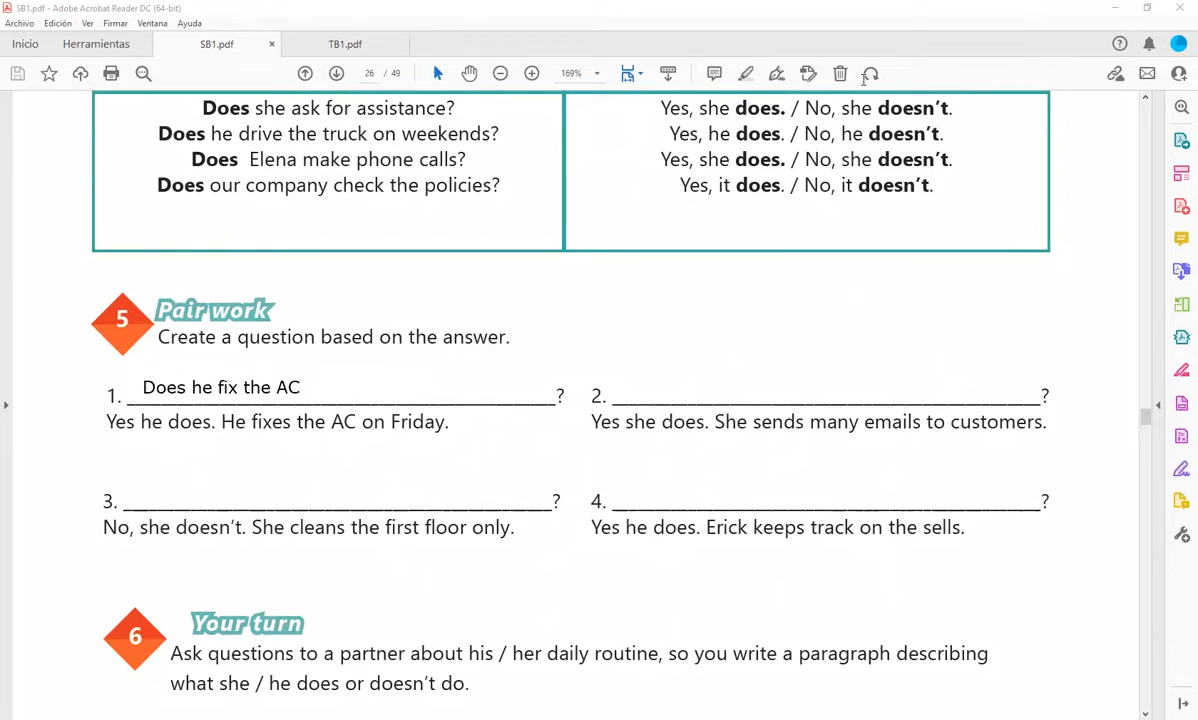 SB1.pdf - Adobe Acrobat Reader DC (64-bit)
Archivo Edición Ver Firmar Ventana Ayuda
Inicio Herramientas SB1.pdf × TB1.pdf
26 / 49 169%
Does she ask for assistance? Yes, she does. / No, she doesn't.
Does he drive the truck on weekends? Yes, he does. / No, he doesn't.
Does Elena make phone calls? Yes, she does. / No, she doesn't.
Does our company check the policies? Yes, it does. / No, it doesn't.
5 Pair work
Create a question based on the answer.
Does he fix the AC
1. ________________________________________? 2. ________________________________________?
Yes he does. He fixes the AC on Friday. Yes she does. She sends many emails to customers.
3. ________________________________________? 4. ________________________________________?
No, she doesn't. She cleans the first floor only. Yes he does. Erick keeps track on the sells.
6 Your turn
Ask questions to a partner about his / her daily routine, so you write a paragraph describing
what she / he does or doesn't do.